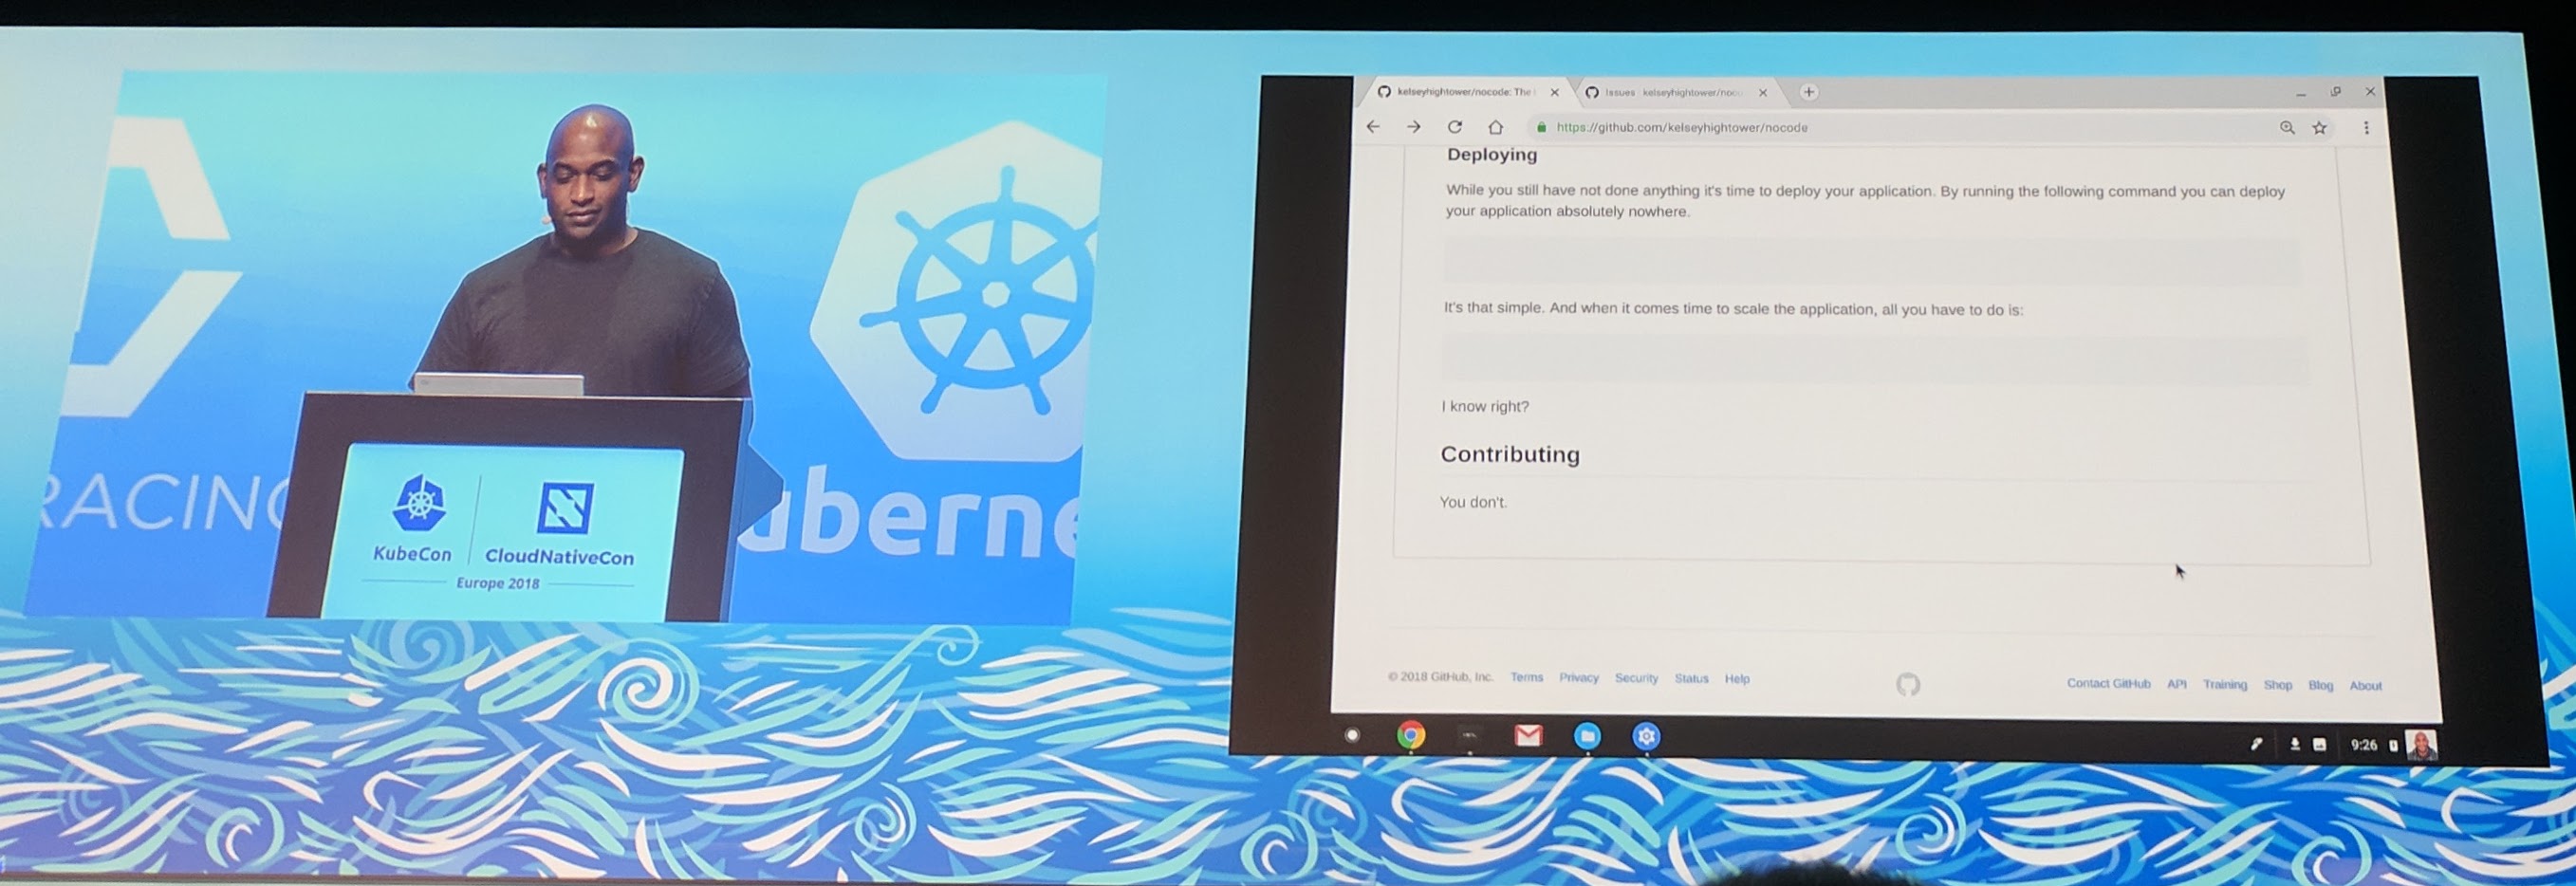 RACING
uberne
KubeCon
CloudNativeCon
Europe 2018
kelseyhightower/nocode: The
Issues · kelseyhightower/noc
https://github.com/kelseyhightower/nocode
Deploying
While you still have not done anything it's time to deploy your application. By running the following command you can deploy
your application absolutely nowhere.
It's that simple. And when it comes time to scale the application, all you have to do is:
I know right?
Contributing
You don't.
© 2018 GitHub, Inc. Terms Privacy Security Status Help
Contact GitHub API Training Shop Blog About
9:26